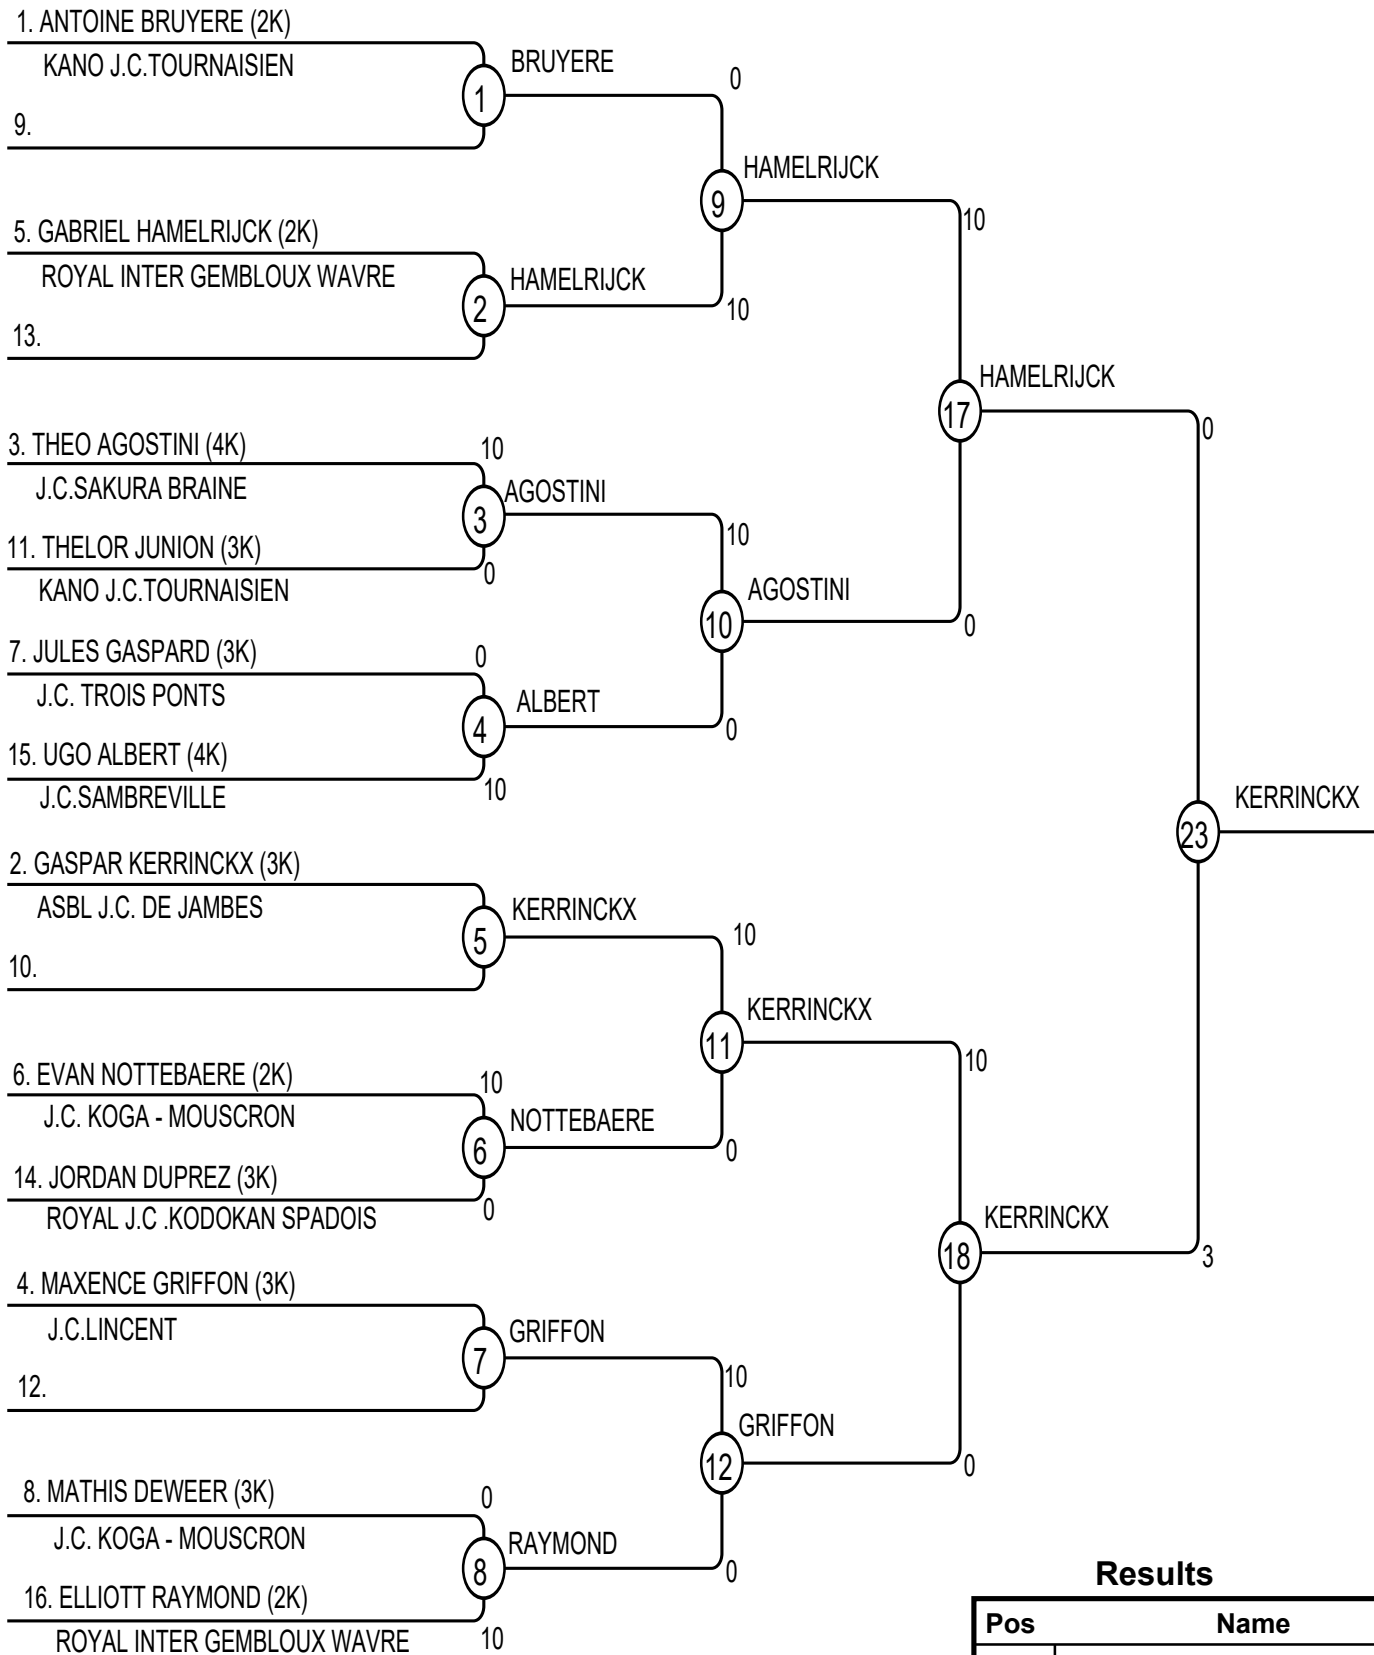 1. ANTOINE BRUYERE (2K)
KANO J.C.TOURNAISIEN
9.
1
BRUYERE
0
5. GABRIEL HAMELRIJCK (2K)
ROYAL INTER GEMBLOUX WAVRE
13.
2
HAMELRIJCK
10
9
HAMELRIJCK
10
3. THEO AGOSTINI (4K)
10
J.C.SAKURA BRAINE
11. THELOR JUNION (3K)
0
KANO J.C.TOURNAISIEN
3
AGOSTINI
10
7. JULES GASPARD (3K)
0
J.C. TROIS PONTS
15. UGO ALBERT (4K)
10
J.C.SAMBREVILLE
4
ALBERT
0
10
AGOSTINI
0
17
HAMELRIJCK
0
2. GASPAR KERRINCKX (3K)
ASBL J.C. DE JAMBES
10.
5
KERRINCKX
10
6. EVAN NOTTEBAERE (2K)
10
J.C. KOGA - MOUSCRON
14. JORDAN DUPREZ (3K)
0
ROYAL J.C .KODOKAN SPADOIS
6
NOTTEBAERE
0
11
KERRINCKX
10
4. MAXENCE GRIFFON (3K)
J.C.LINCENT
12.
7
GRIFFON
10
8. MATHIS DEWEER (3K)
0
J.C. KOGA - MOUSCRON
16. ELLIOTT RAYMOND (2K)
10
ROYAL INTER GEMBLOUX WAVRE
8
RAYMOND
0
12
GRIFFON
0
18
KERRINCKX
3
23
KERRINCKX
Results
Pos Name